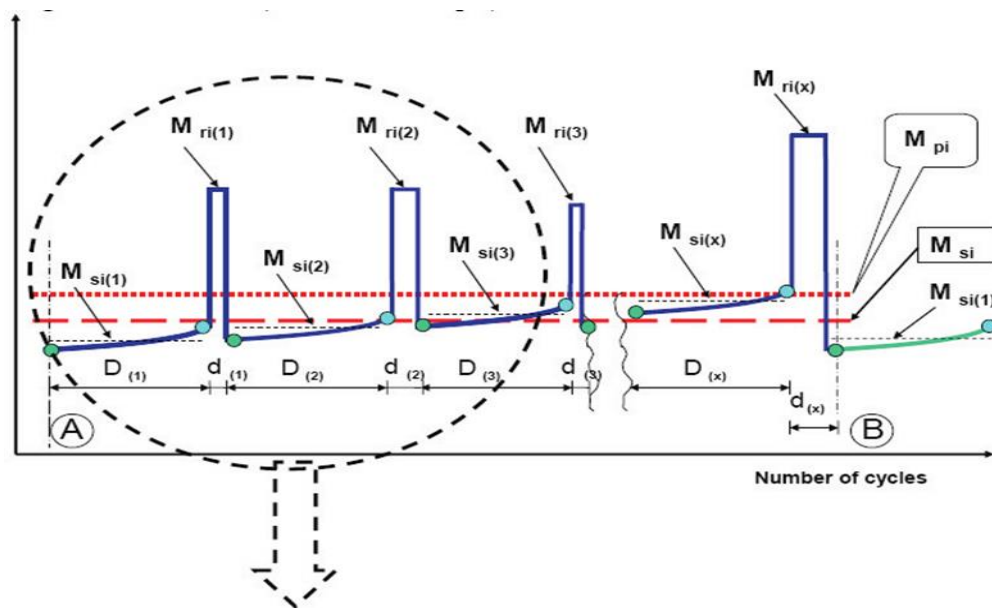 M ri(1)
M ri(2)
M ri(3)
M ri(x)
M pi
M si(1)
M si(2)
M si(3)
M si(x)
M si
M si(1)
D (1)
d (1)
D (2)
d (2)
D (3)
d (3)
D (x)
d (x)
A
B
Number of cycles